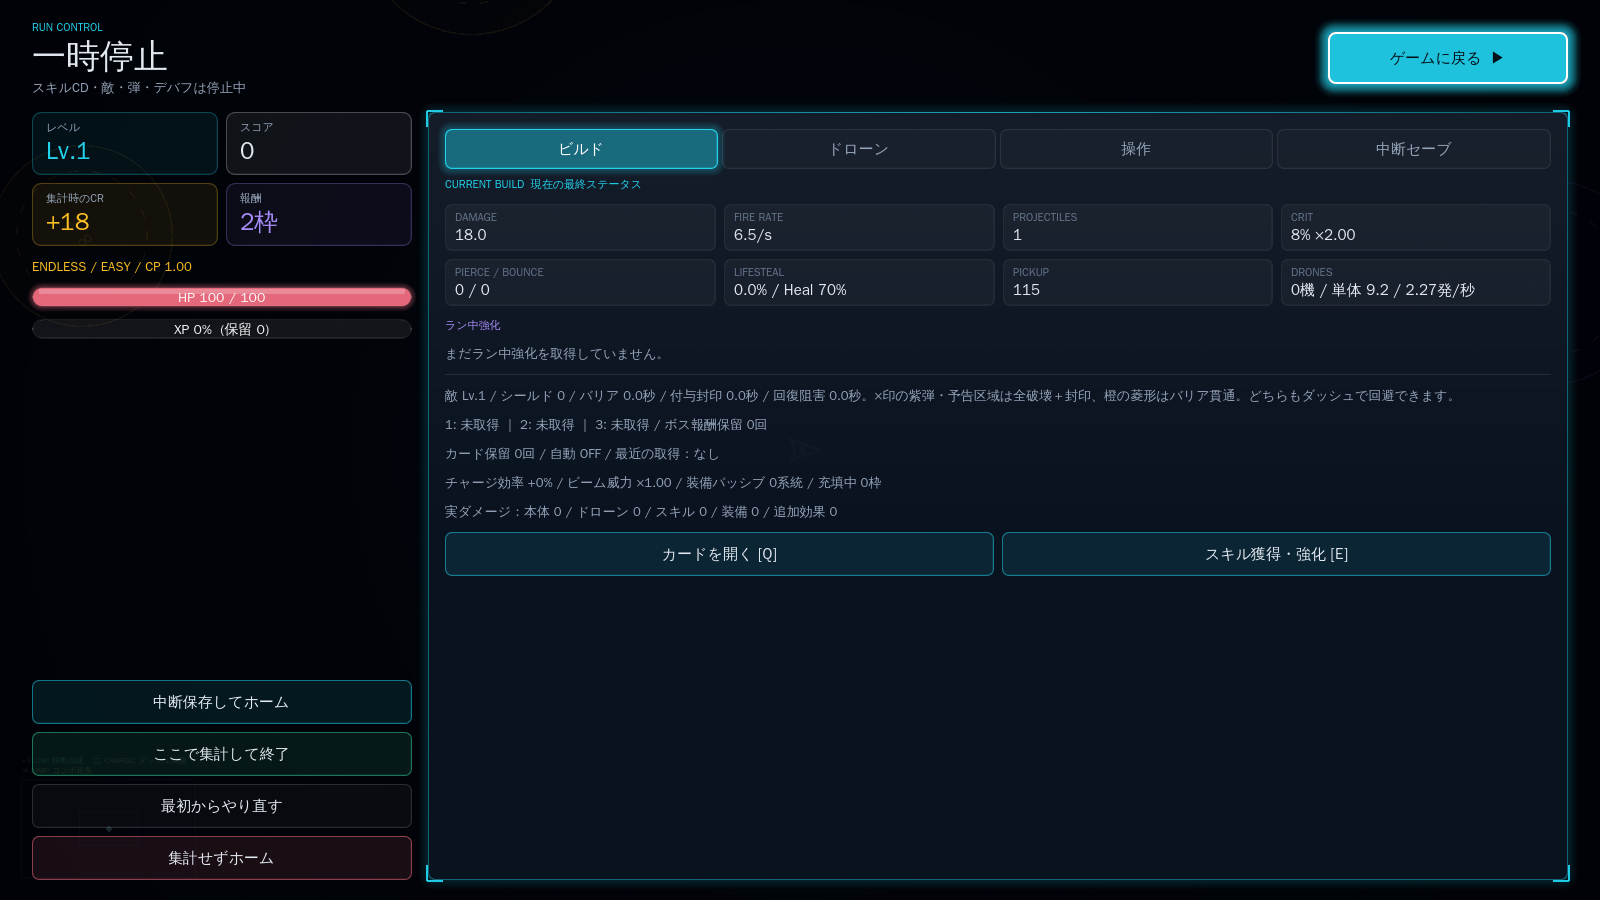 RUN CONTROL
一時停止
スキルCD・敵・弾・デバフは停止中
ゲームに戻る ▶
レベル
Lv.1
スコア
0
集計時のCR
+18
報酬
2枠
ENDLESS / EASY / CP 1.00
HP 100 / 100
XP 0%（保留 0）
中断保存してホーム
ここで集計して終了
最初からやり直す
集計せずホーム
ビルド
ドローン
操作
中断セーブ
CURRENT BUILD 現在の最終ステータス
DAMAGE
18.0
FIRE RATE
6.5/s
PROJECTILES
1
CRIT
8% ×2.00
PIERCE / BOUNCE
0 / 0
LIFESTEAL
0.0% / Heal 70%
PICKUP
115
DRONES
0機 / 単体 9.2 / 2.27発/秒
ラン中強化
まだラン中強化を取得していません。
敵 Lv.1 / シールド 0 / バリア 0.0秒 / 付与封印 0.0秒 / 回復阻害 0.0秒。×印の紫弾・予告区域は全破壊＋封印、橙の菱形はバリア貫通。どちらもダッシュで回避できます。
1: 未取得 ｜ 2: 未取得 ｜ 3: 未取得 / ボス報酬保留 0回
カード保留 0回 / 自動 OFF / 最近の取得：なし
チャージ効率 +0% / ビーム威力 ×1.00 / 装備パッシブ 0系統 / 充填中 0枠
実ダメージ：本体 0 / ドローン 0 / スキル 0 / 装備 0 / 追加効果 0
カードを開く [Q]
スキル獲得・強化 [E]